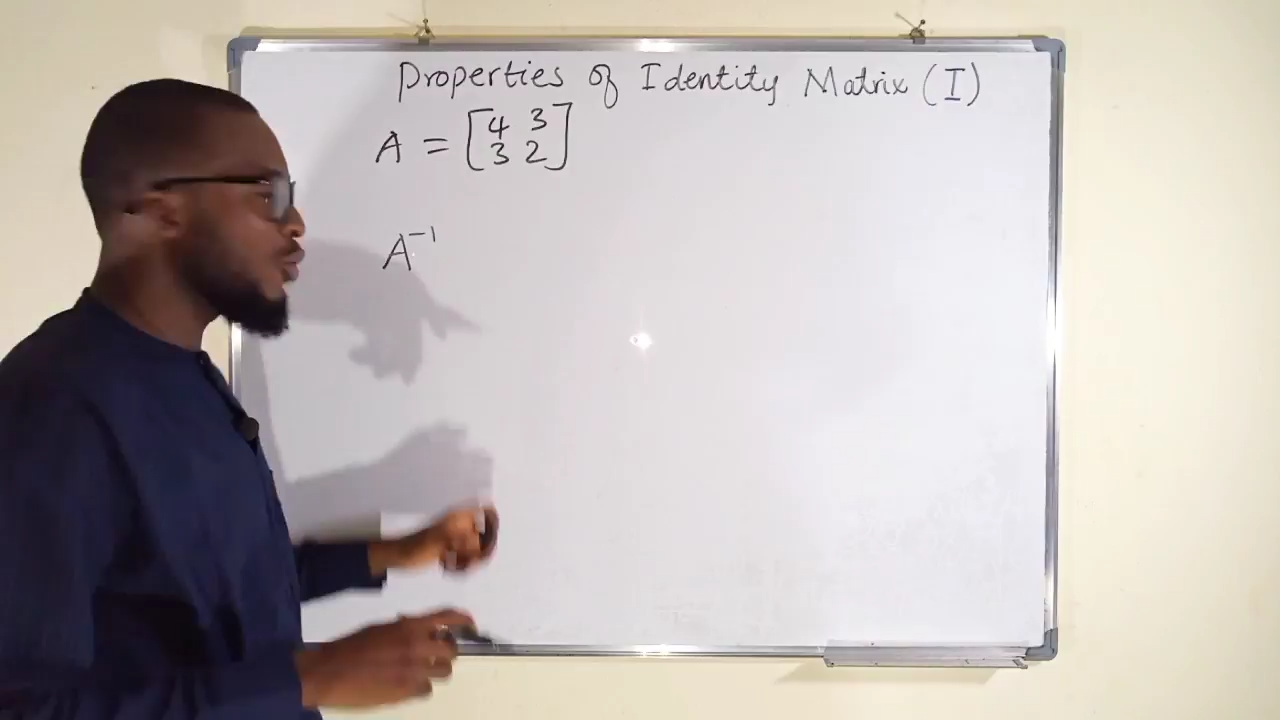 Properties of Identity Matrix (I)
A = [4 3
3 2]
A⁻¹